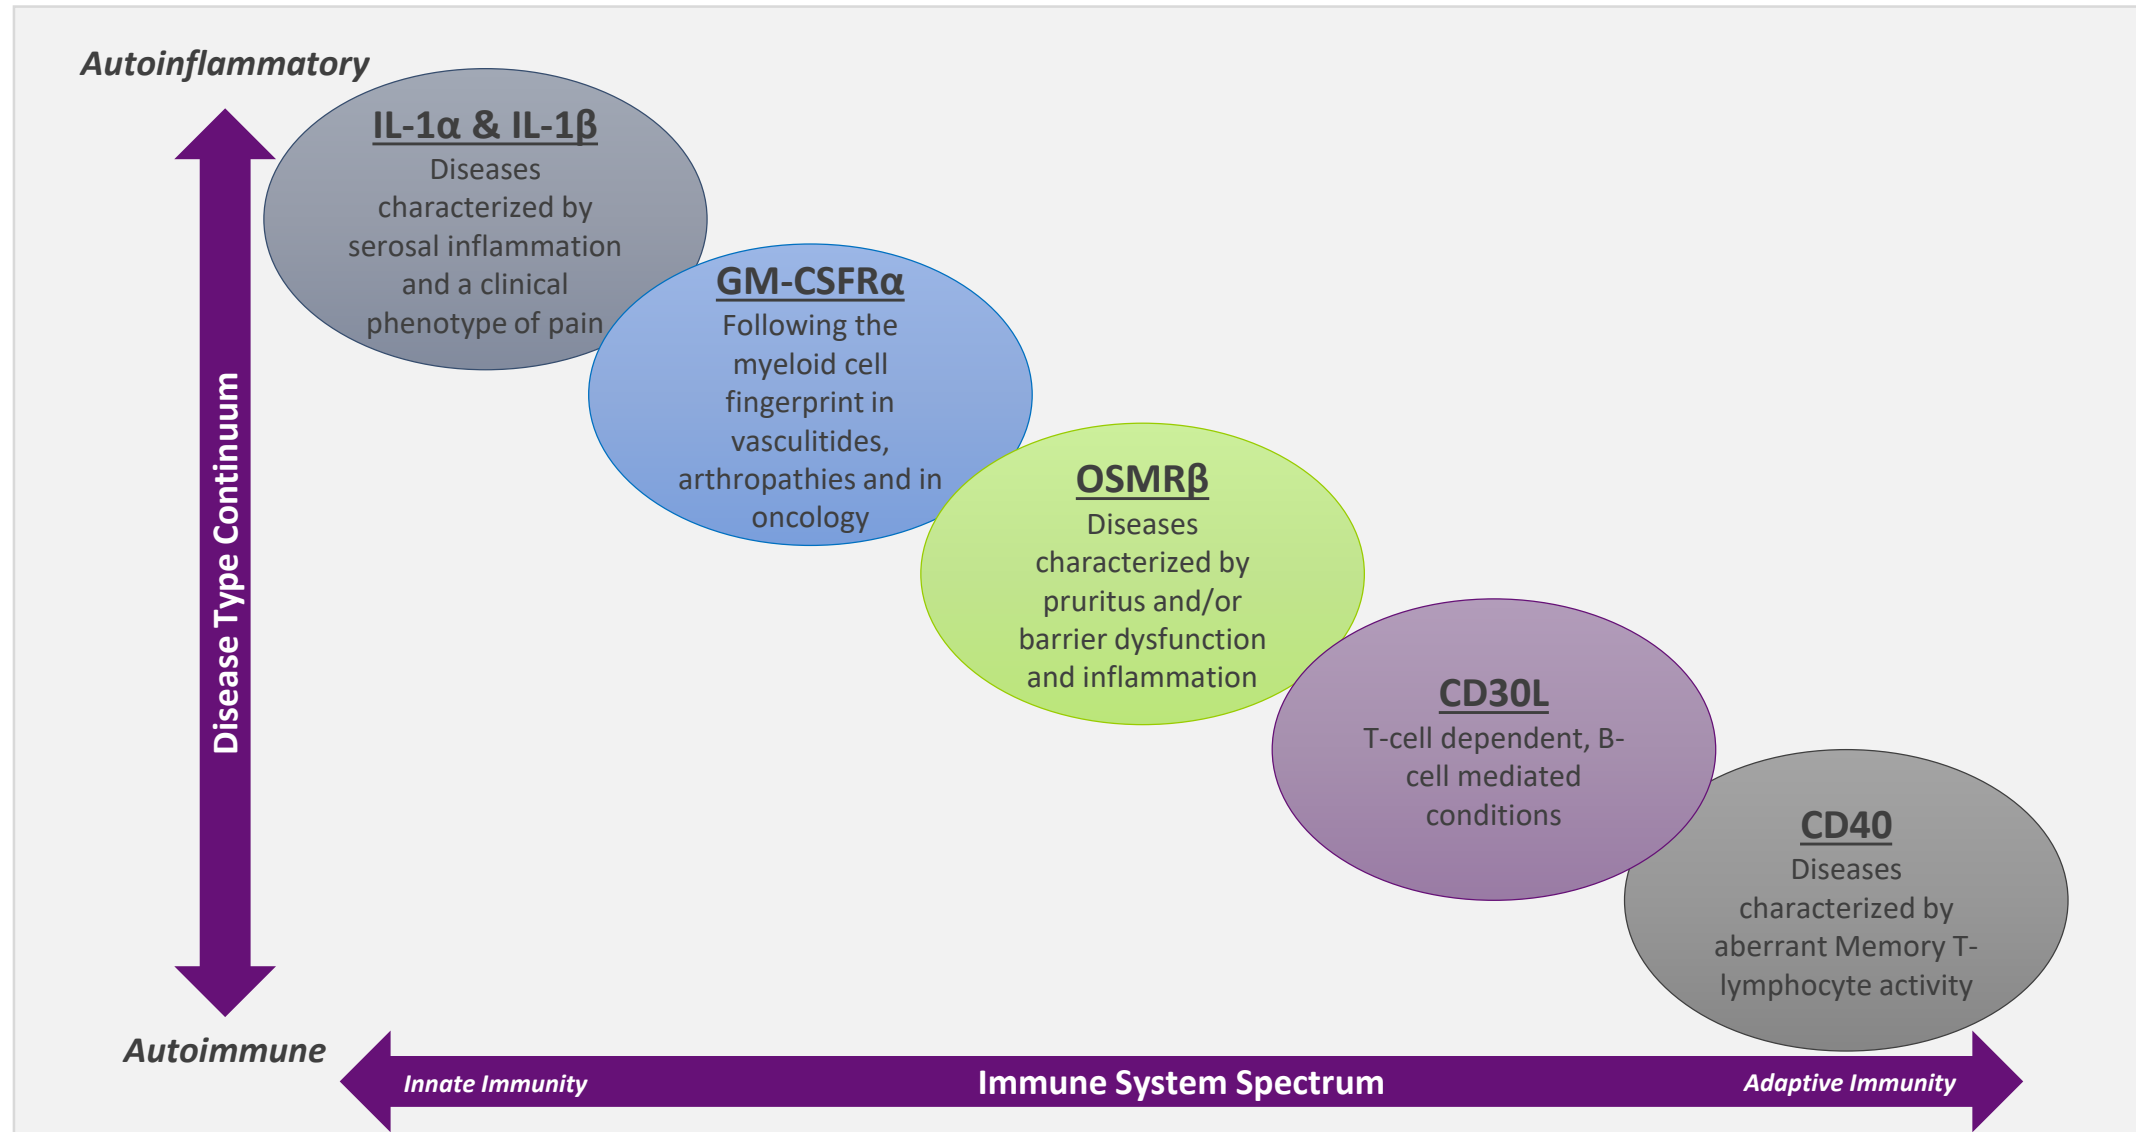 Autoinflammatory
IL-1α & IL-1β
Diseases
characterized by
serosal inflammation
and a clinical
phenotype of pain
GM-CSFRα
Following the
myeloid cell
fingerprint in
vasculitides,
arthropathies and in
oncology
OSMRβ
Diseases
characterized by
pruritus and/or
barrier dysfunction
and inflammation
CD30L
T-cell dependent, B-
cell mediated
conditions
CD40
Diseases
characterized by
aberrant Memory T-
lymphocyte activity
Disease Type Continuum
Autoimmune
Innate Immunity
Immune System Spectrum
Adaptive Immunity